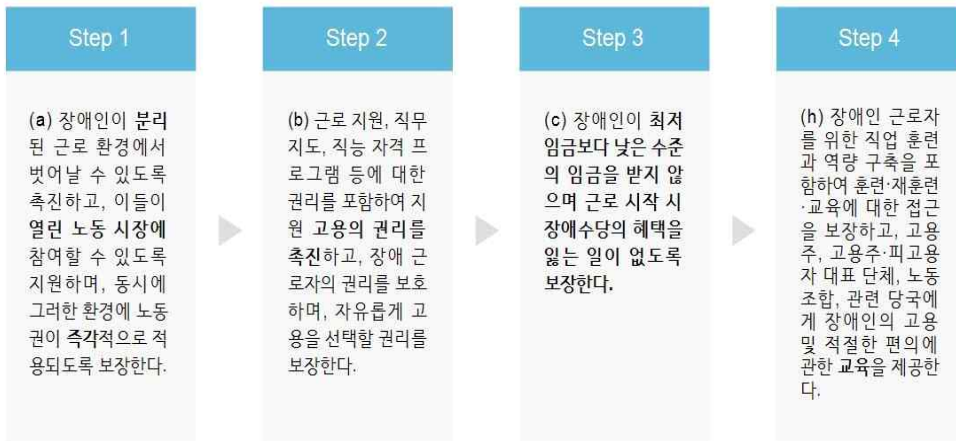 Step 1
(a) 장애인이 분리
된 근로 환경에서
벗어날 수 있도록
촉진하고, 이들이
열린 노동 시장에
참여할 수 있도록
지원하며, 동시에
그러한 환경에 노동
권이 즉각적으로 적
용되도록 보장한다.
Step 2
(b) 근로 지원, 직무
지도, 직능 자격 프
로그램 등에 대한
권리를 포함하여 지
원 고용의 권리를
촉진하고, 장애 근
로자의 권리를 보호
하며, 자유롭게 고
용을 선택할 권리를
보장한다.
Step 3
(c) 장애인이 최저
임금보다 낮은 수준
의 임금을 받지 않
으며 근로 시작 시
장애수당의 혜택을
잃는 일이 없도록
보장한다.
Step 4
(h) 장애인 근로자
를 위한 직업 훈련
과 역량 구축을 포
함하여 훈련·재훈련
·교육에 대한 접근
을 보장하고, 고용
주, 고용주·피고용
자 대표 단체, 노동
조합, 관련 당국에
게 장애인의 고용
및 적절한 편의에
관한 교육을 제공한
다.